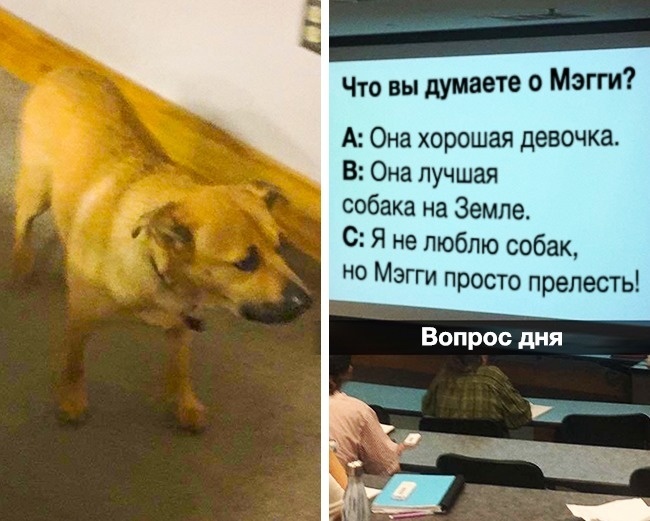 Что вы думаете о Мэгги?
A: Она хорошая девочка.
B: Она лучшая
собака на Земле.
C: Я не люблю собак,
но Мэгги просто прелесть!
Вопрос дня